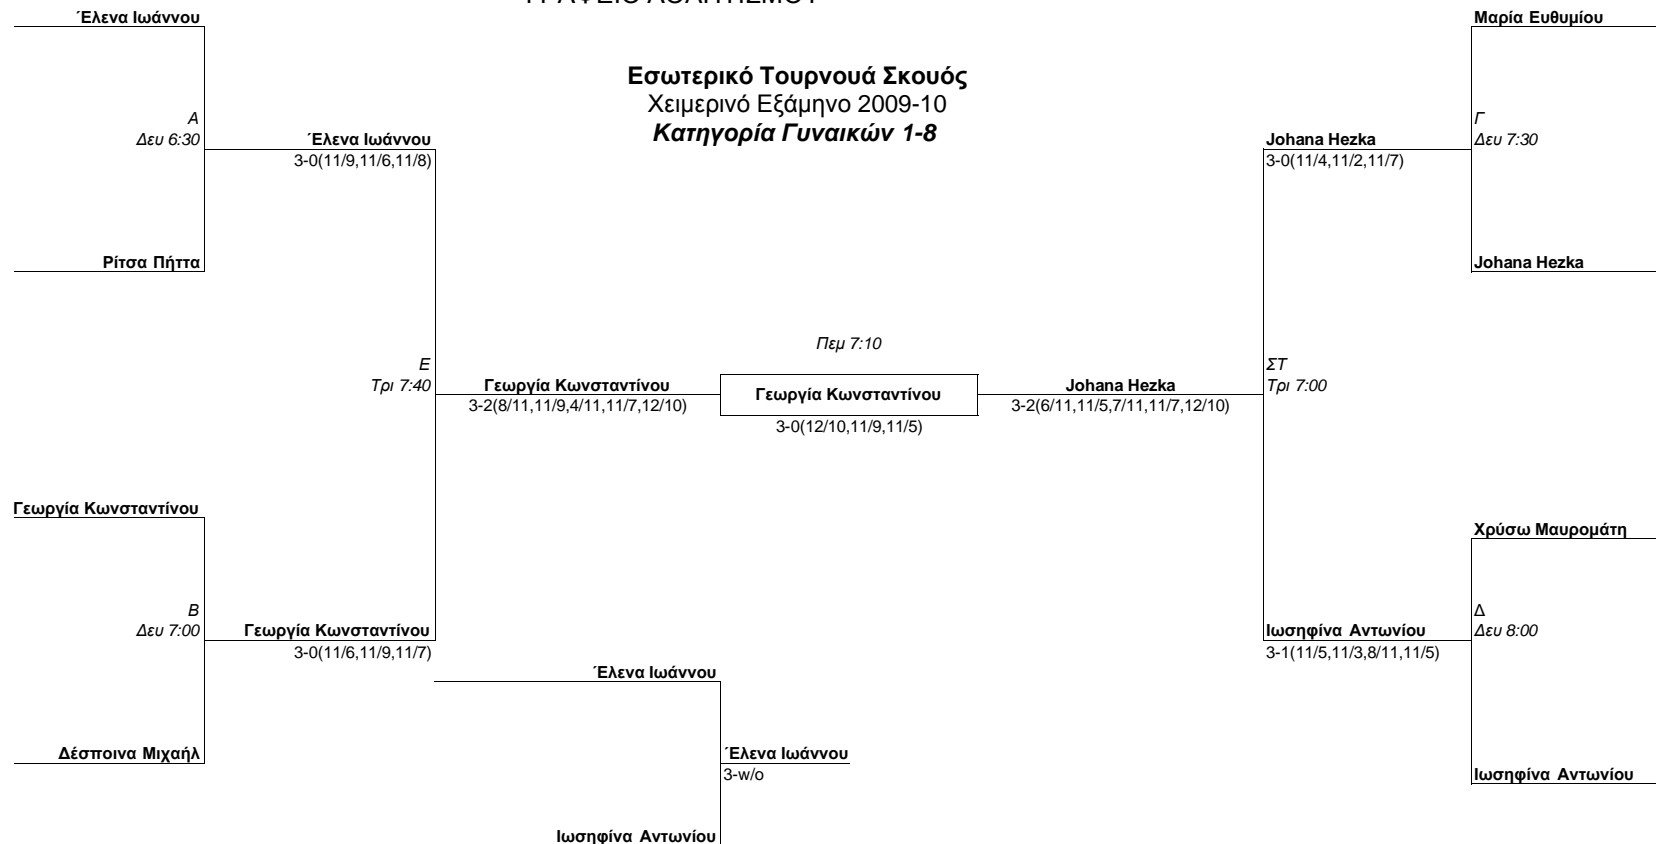 ΓΡΑΦΕΙΟ ΑΘΛΗΤΙΣΜΟΥ
Έλενα Ιωάννου
Μαρία Ευθυμίου
Εσωτερικό Τουρνουά Σκουός
Χειμερινό Εξάμηνο 2009-10
Κατηγορία Γυναικών 1-8
Α
Δευ 6:30
Έλενα Ιωάννου
3-0(11/9,11/6,11/8)
Johana Hezka
3-0(11/4,11/2,11/7)
Γ
Δευ 7:30
Ρίτσα Πήττα
Johana Hezka
Πεμ 7:10
Ε
Τρι 7:40
Γεωργία Κωνσταντίνου
3-2(8/11,11/9,4/11,11/7,12/10)
Γεωργία Κωνσταντίνου
3-0(12/10,11/9,11/5)
Johana Hezka
3-2(6/11,11/5,7/11,11/7,12/10)
ΣΤ
Τρι 7:00
Γεωργία Κωνσταντίνου
Χρύσω Μαυρομάτη
Β
Δευ 7:00
Γεωργία Κωνσταντίνου
3-0(11/6,11/9,11/7)
Ιωσηφίνα Αντωνίου
3-1(11/5,11/3,8/11,11/5)
Δ
Δευ 8:00
Έλενα Ιωάννου
Δέσποινα Μιχαήλ
Έλενα Ιωάννου
3-w/o
Ιωσηφίνα Αντωνίου
Ιωσηφίνα Αντωνίου